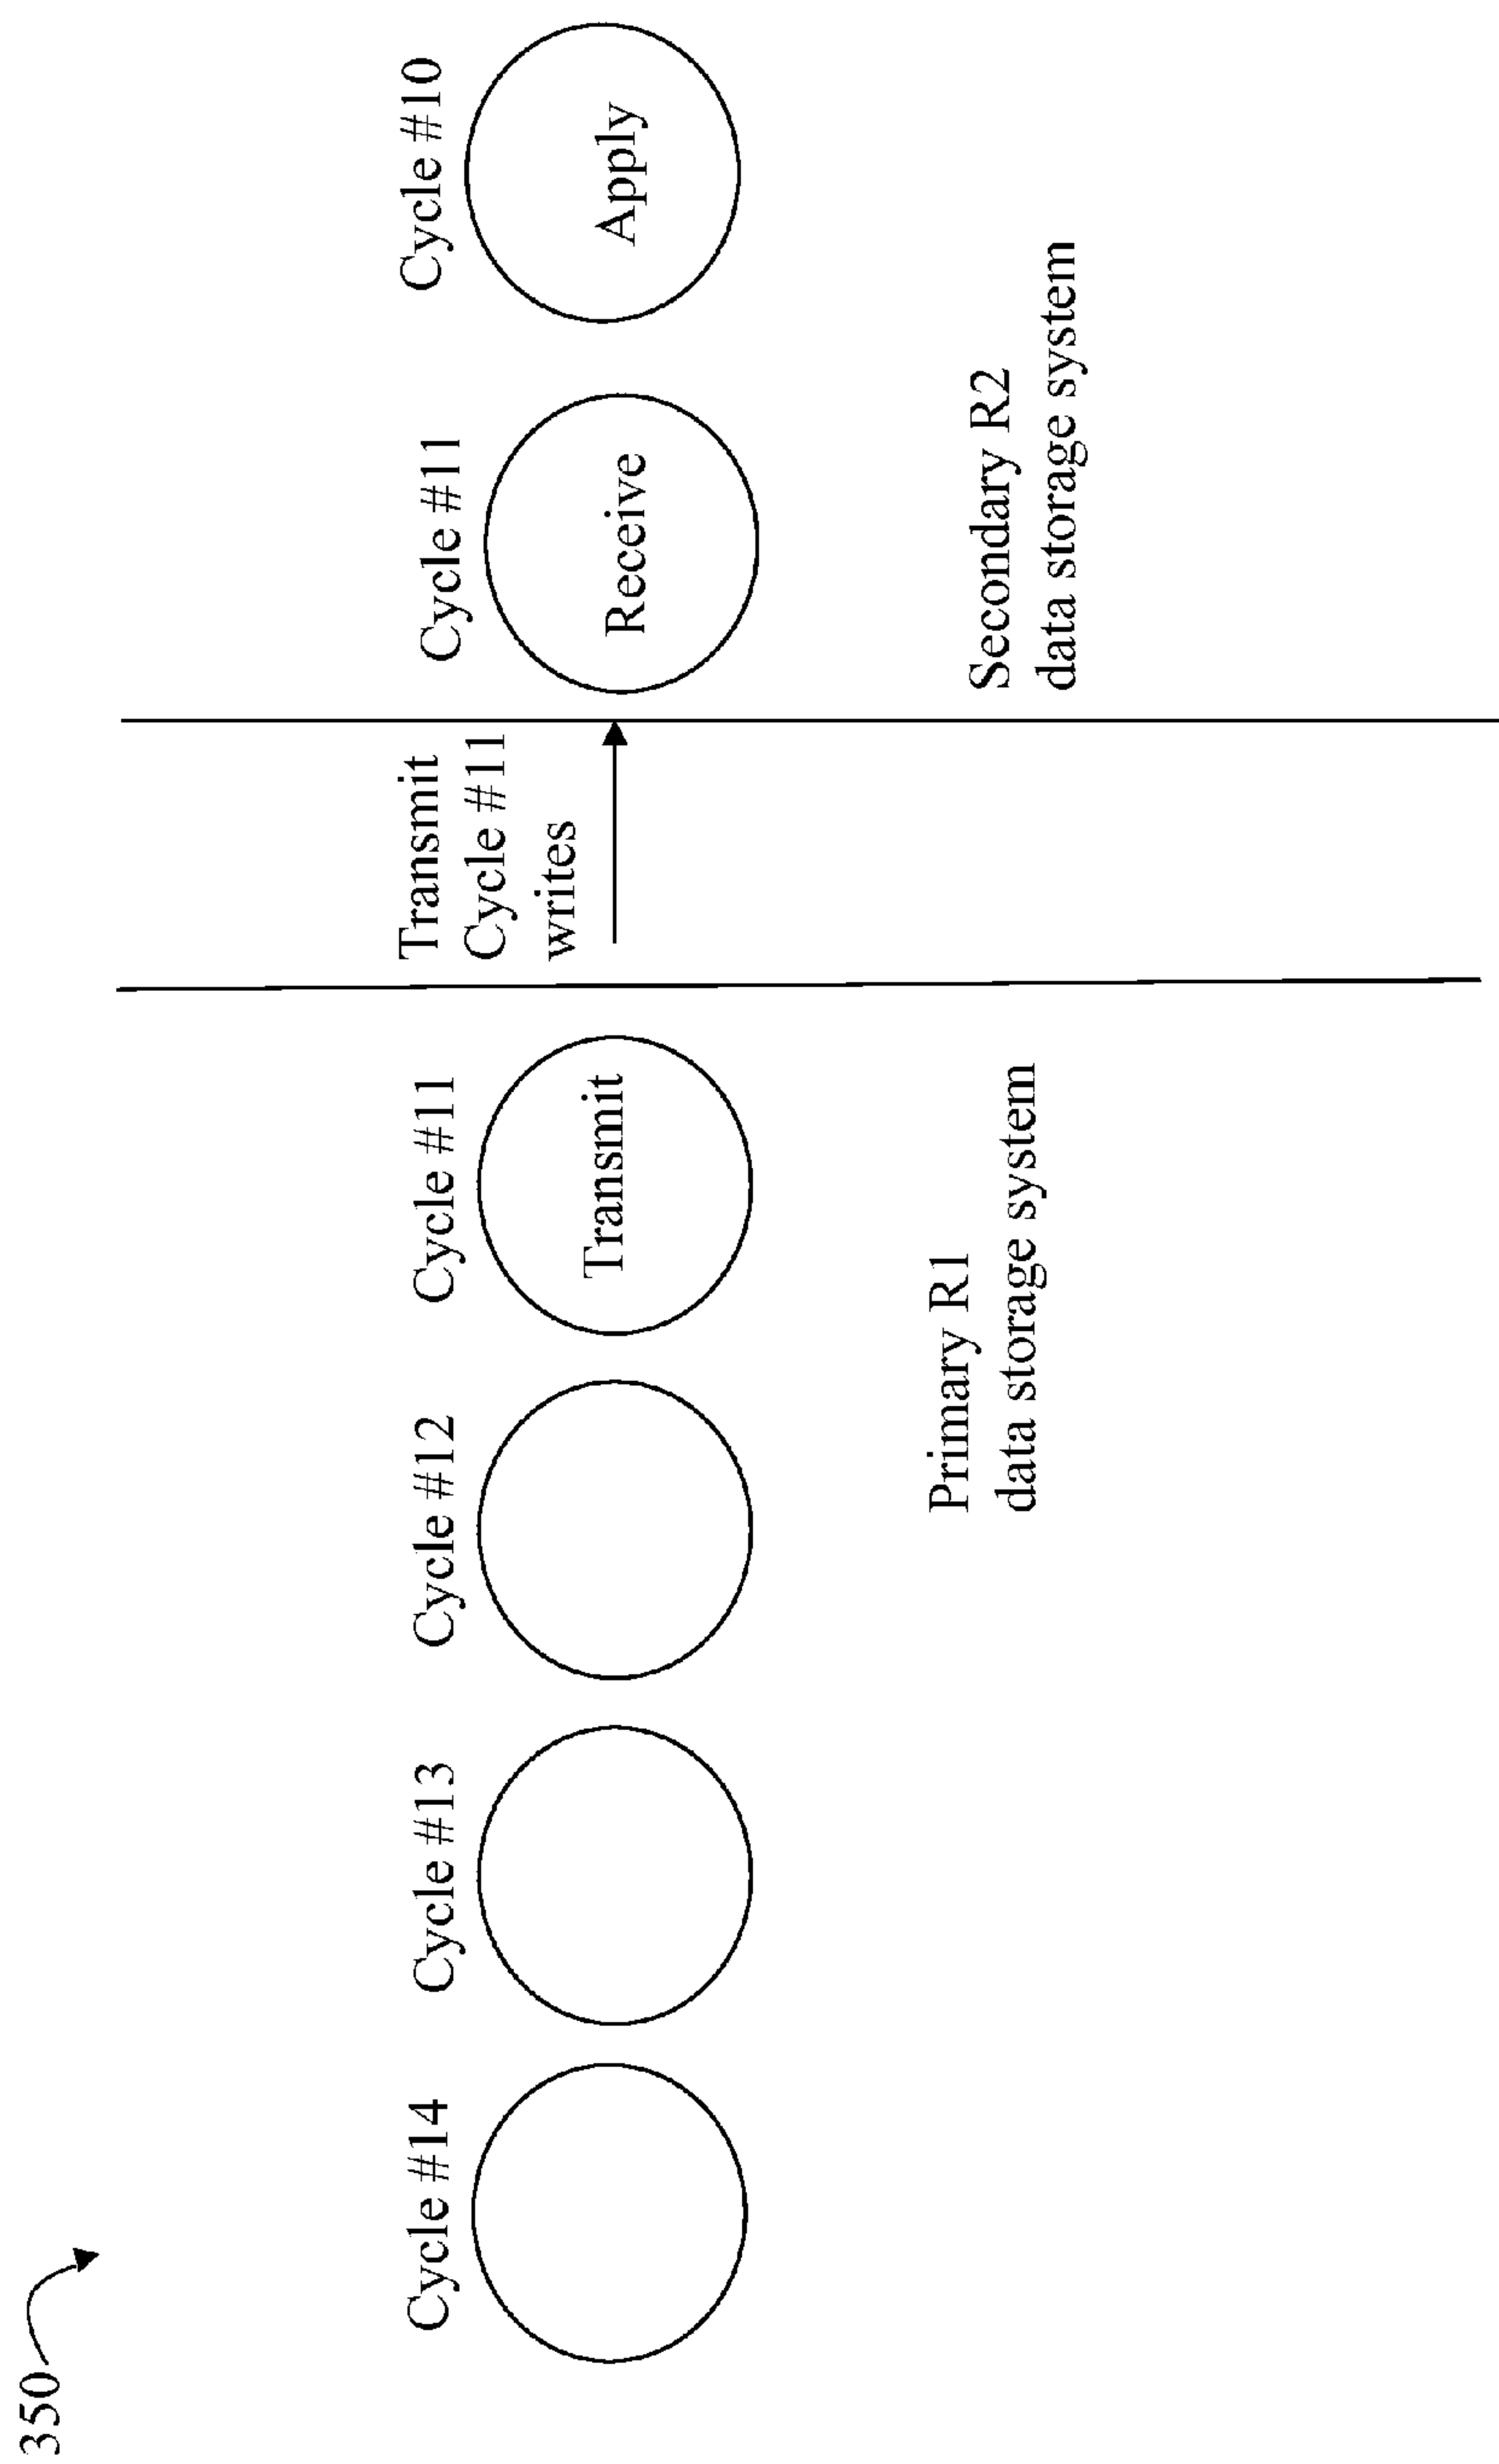 350
Cycle #14
Cycle #13
Cycle #12
Cycle #11
Transmit
Primary R1
data storage system
Transmit
Cycle #11
writes
Cycle #11
Receive
Cycle #10
Apply
Secondary R2
data storage system